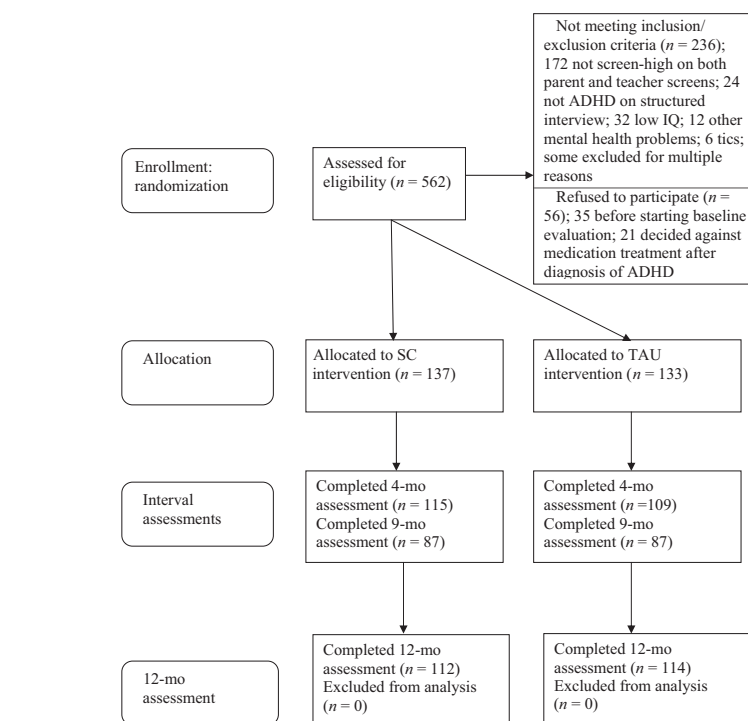 Not meeting inclusion/
exclusion criteria (n = 236);
172 not screen-high on both
parent and teacher screens; 24
not ADHD on structured
interview; 32 low IQ; 12 other
mental health problems; 6 tics;
some excluded for multiple
reasons
Enrollment:
randomization
Assessed for
eligibility (n = 562)
Refused to participate (n =
56); 35 before starting baseline
evaluation; 21 decided against
medication treatment after
diagnosis of ADHD
Allocation
Allocated to SC
intervention (n = 137)
Allocated to TAU
intervention (n = 133)
Interval
assessments
Completed 4-mo
assessment (n = 115)
Completed 9-mo
assessment (n = 87)
Completed 4-mo
assessment (n =109)
Completed 9-mo
assessment (n = 87)
12-mo
assessment
Completed 12-mo
assessment (n = 112)
Excluded from analysis
(n = 0)
Completed 12-mo
assessment (n = 114)
Excluded from analysis
(n = 0)